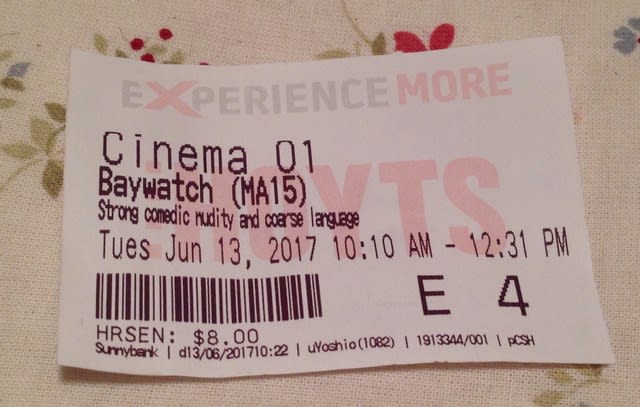 EXPERIENCE MORE
Cinema 01
Baywatch (MA15)
HOYTS
Strong comedic nudity and coarse language
Tues Jun 13, 2017 10:10 AM - 12:31 PM
E 4
HRSEN: $8.00
Sunnybank | d13/06/201710:22 | uYoshio(1082) | 1913344/001 | pCSH